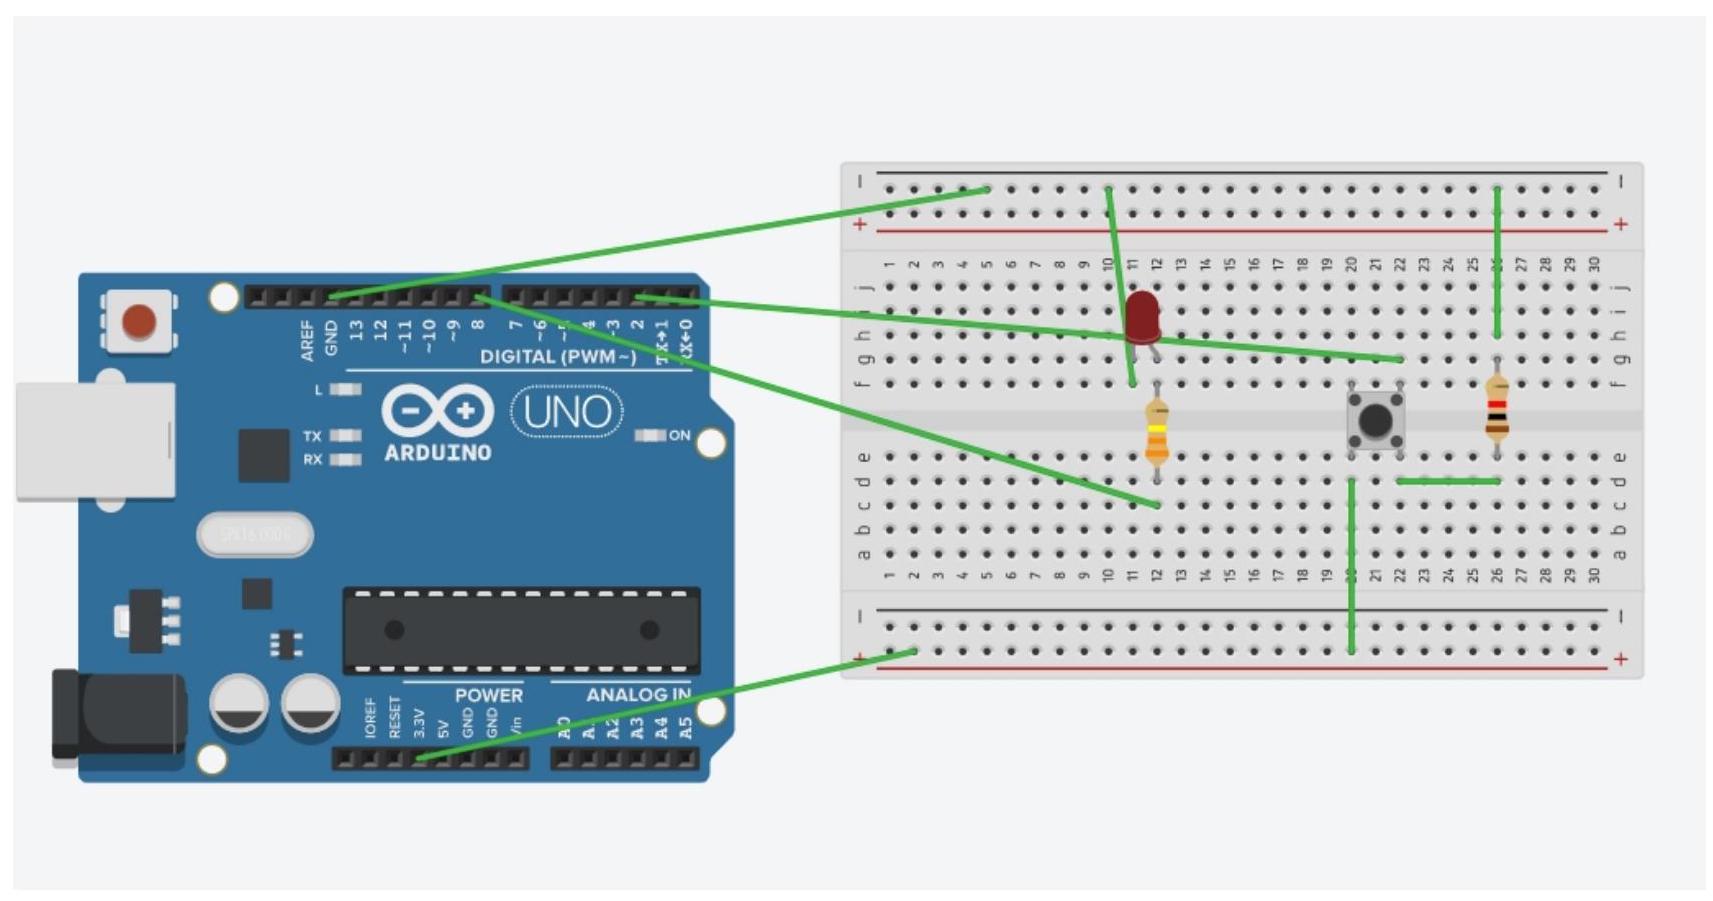 1 2 3 4 5 6 7 8 9 10 11 12 13 14 15 16 17 18 19 20 21 22 23 24 25 26 27 28 29 30
j j
i i
h h
g g
f f
AREF GND 13 12 ~11 ~10 ~9 8 7 ~6 ~5 4 ~3 2 TX→1 RX←0
DIGITAL (PWM~)
L
TX
RX
UNO
ARDUINO
ON
e e
d d
c c
b b
a a
1 2 3 4 5 6 7 8 9 10 11 12 13 14 15 16 17 18 19 20 21 22 23 24 25 26 27 28 29 30
SPK16.000G
POWER
ANALOG IN
IOREF RESET 3.3V 5V GND GND Vin A0 A1 A2 A3 A4 A5